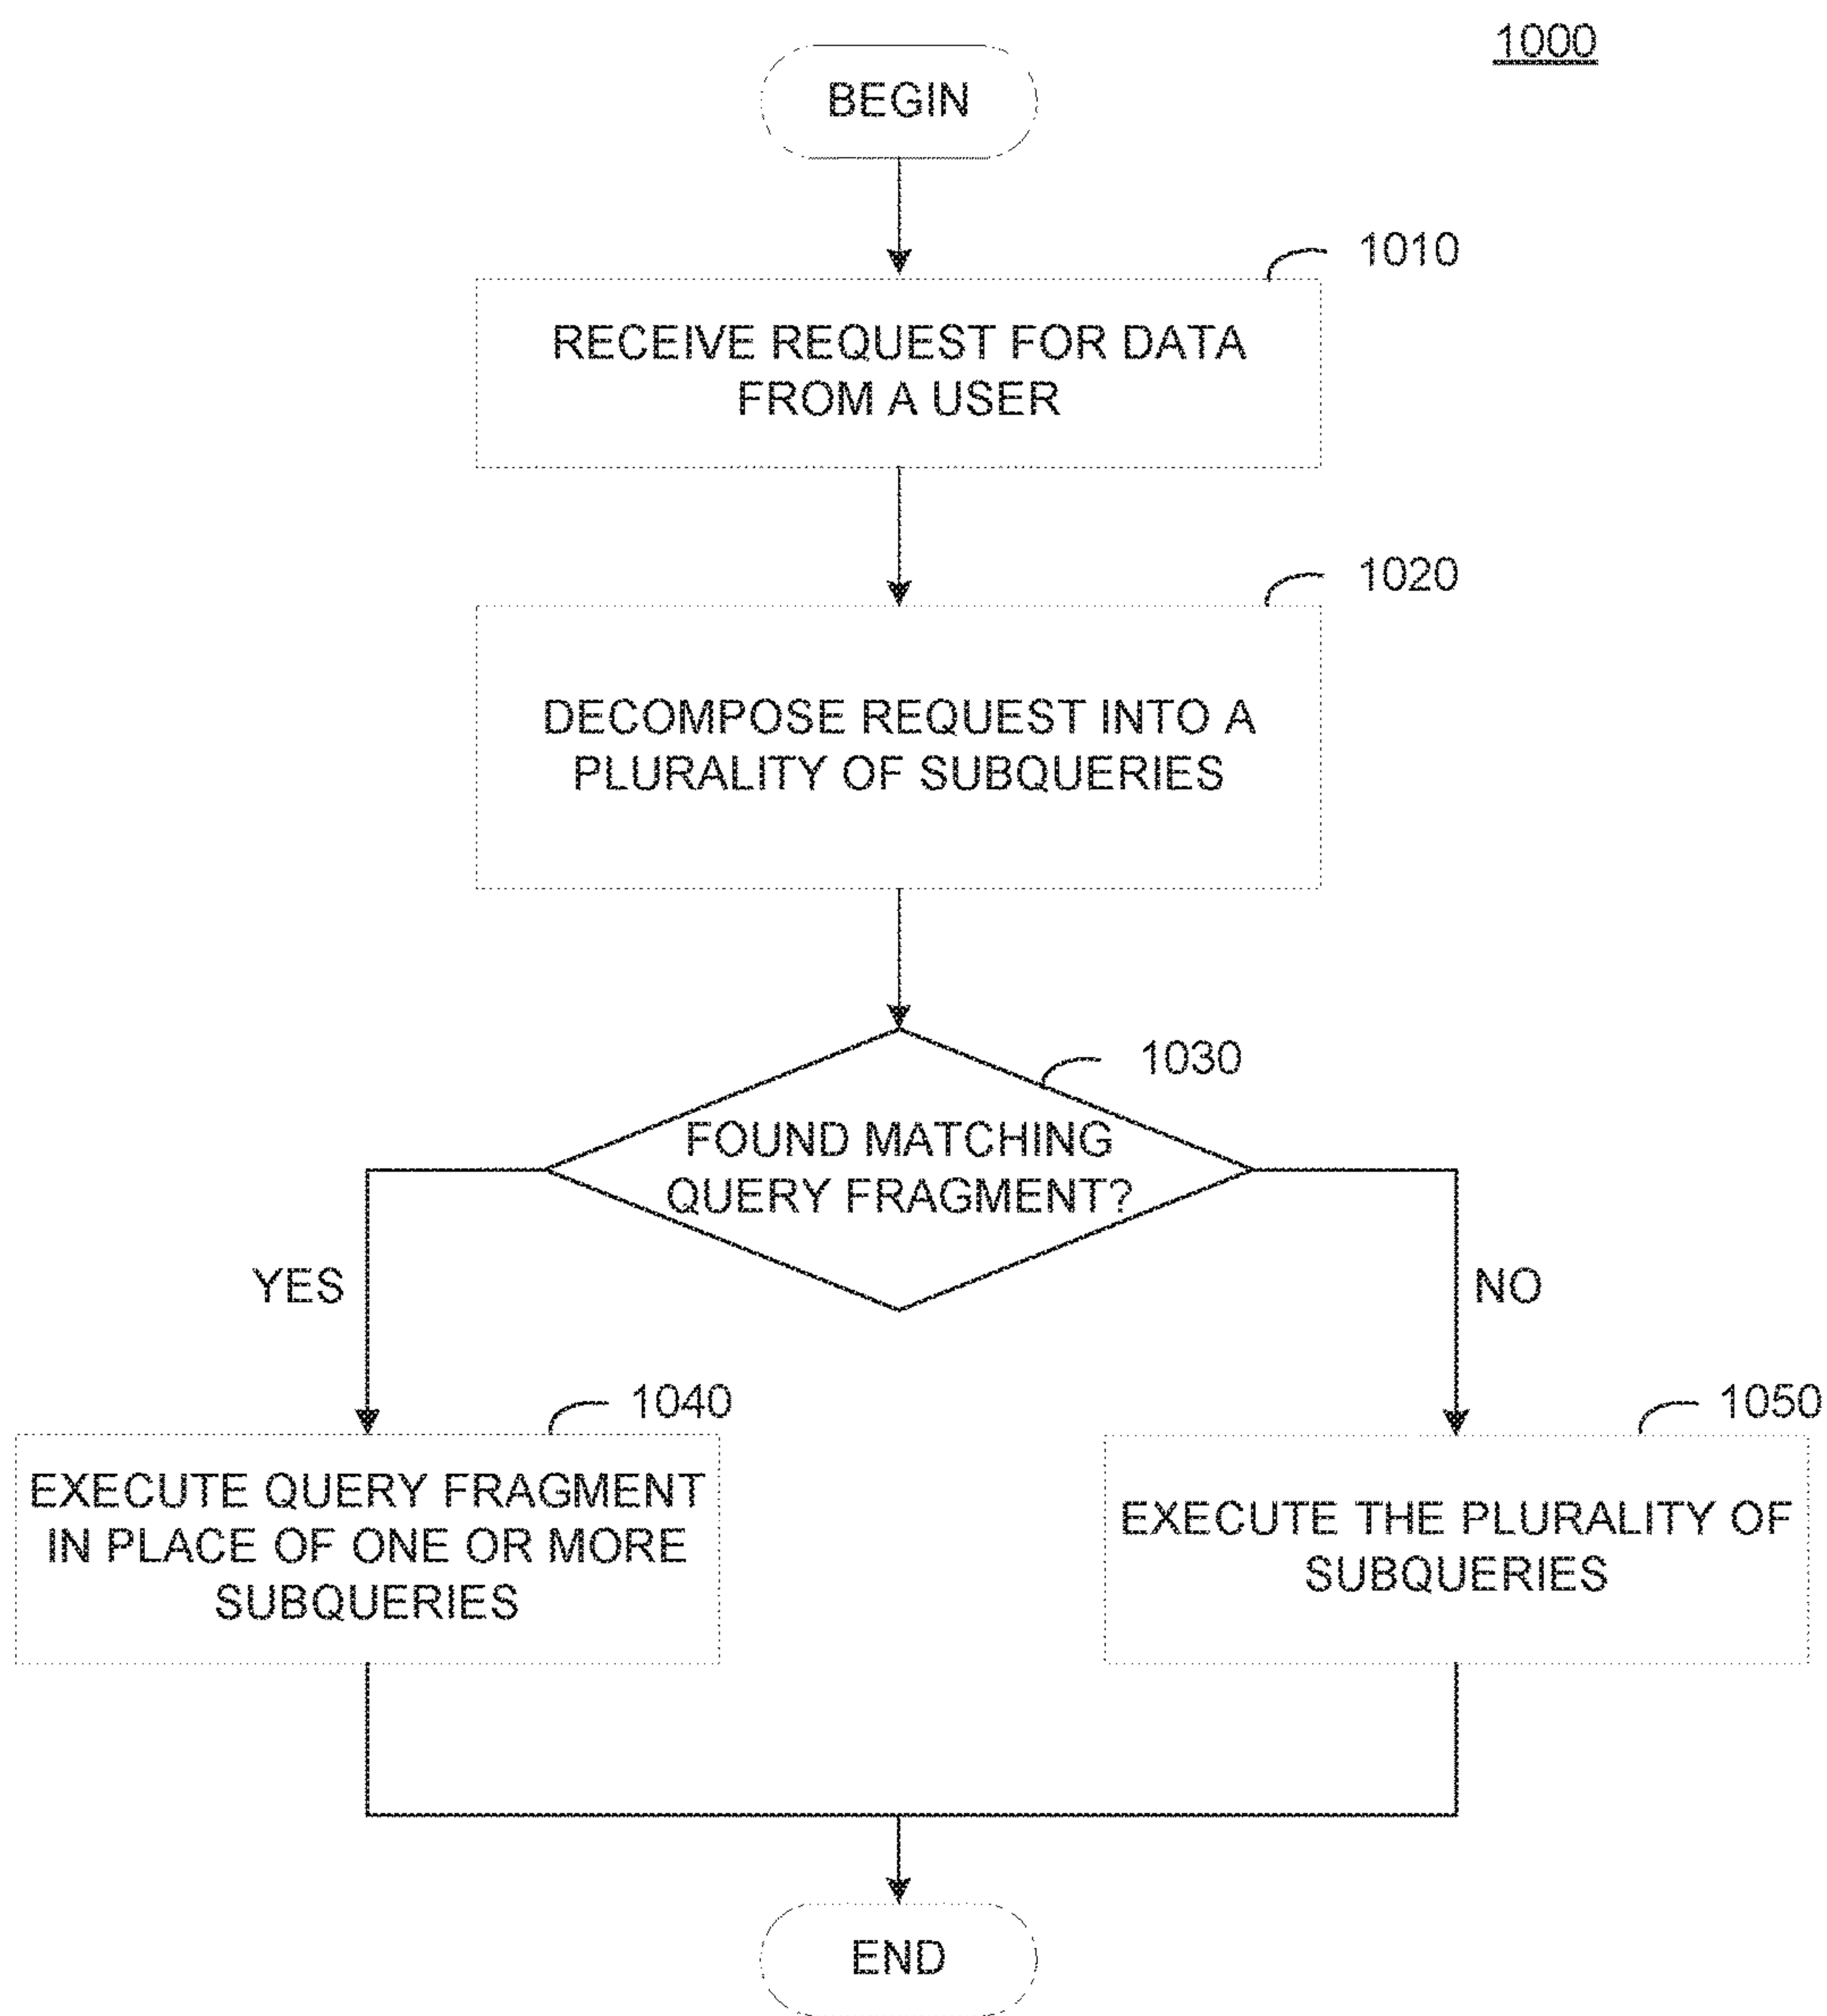 1000
BEGIN
1010
RECEIVE REQUEST FOR DATA
FROM A USER
1020
DECOMPOSE REQUEST INTO A
PLURALITY OF SUBQUERIES
1030
FOUND MATCHING
QUERY FRAGMENT?
YES
NO
1040
EXECUTE QUERY FRAGMENT
IN PLACE OF ONE OR MORE
SUBQUERIES
1050
EXECUTE THE PLURALITY OF
SUBQUERIES
END